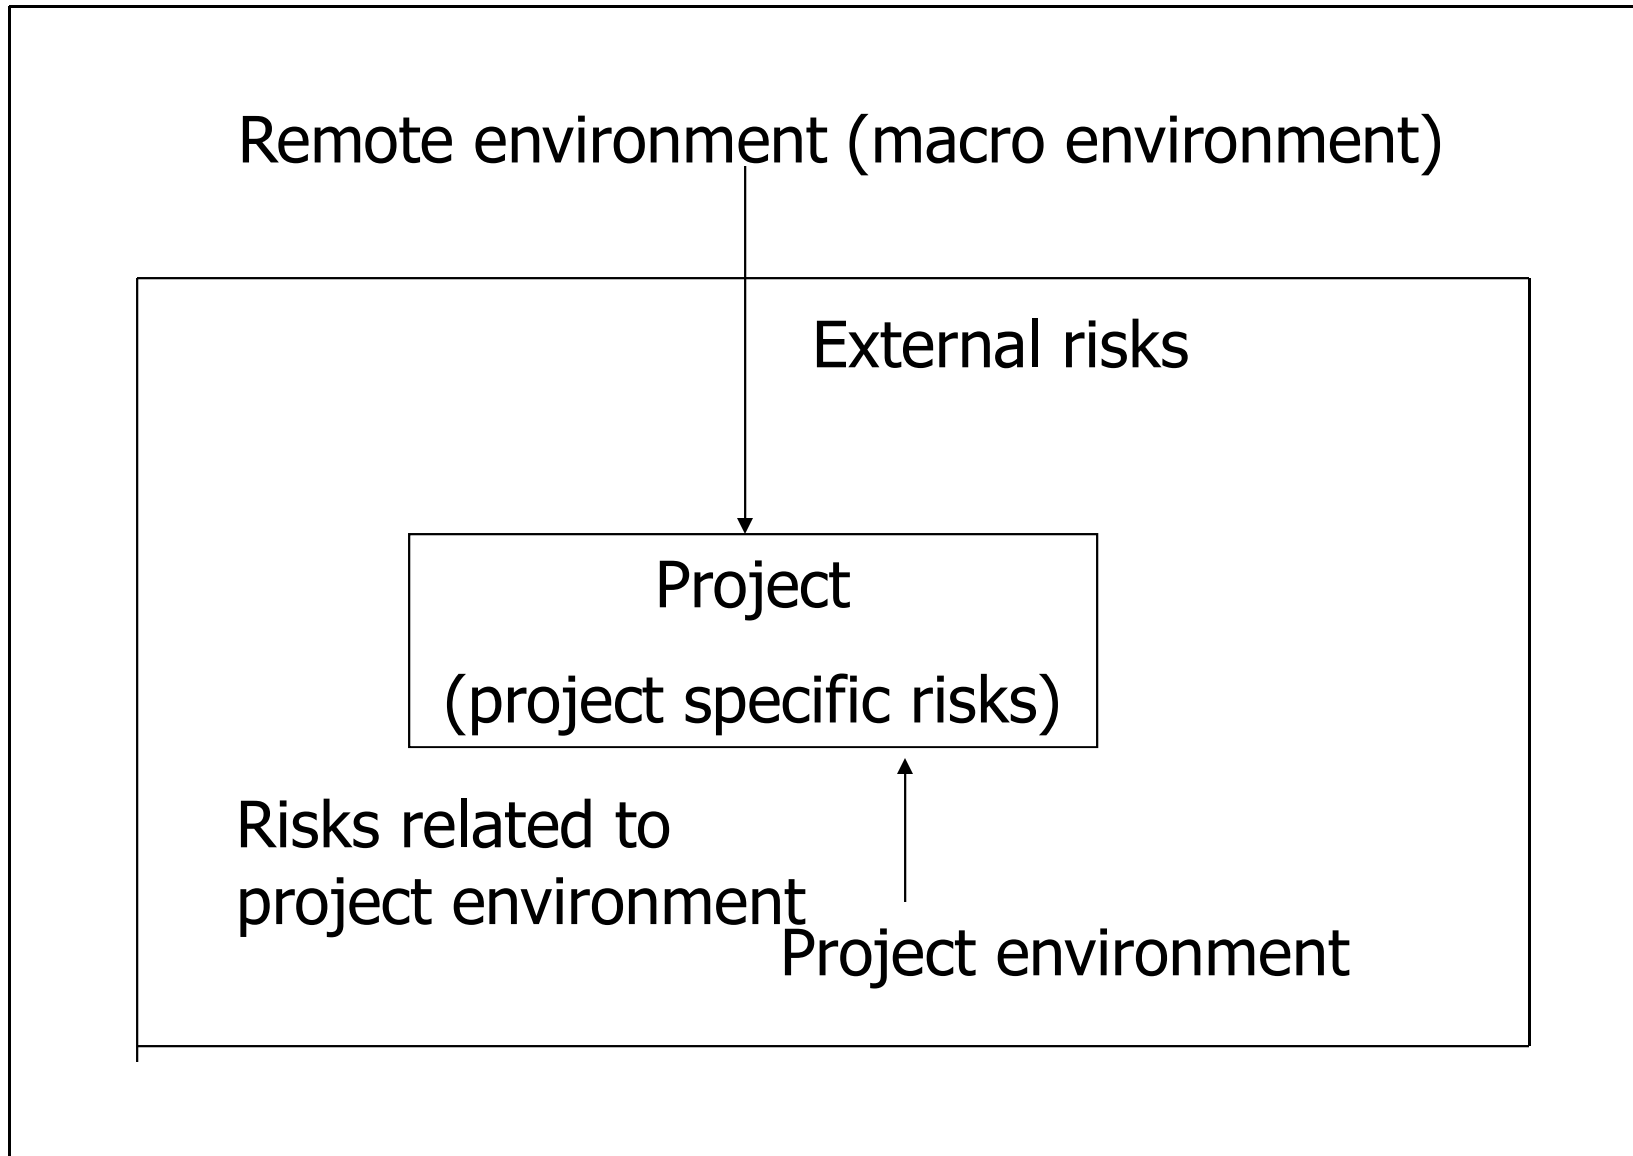 Remote environment (macro environment)
External risks
Project
(project specific risks)
Risks related to
project environment
Project environment